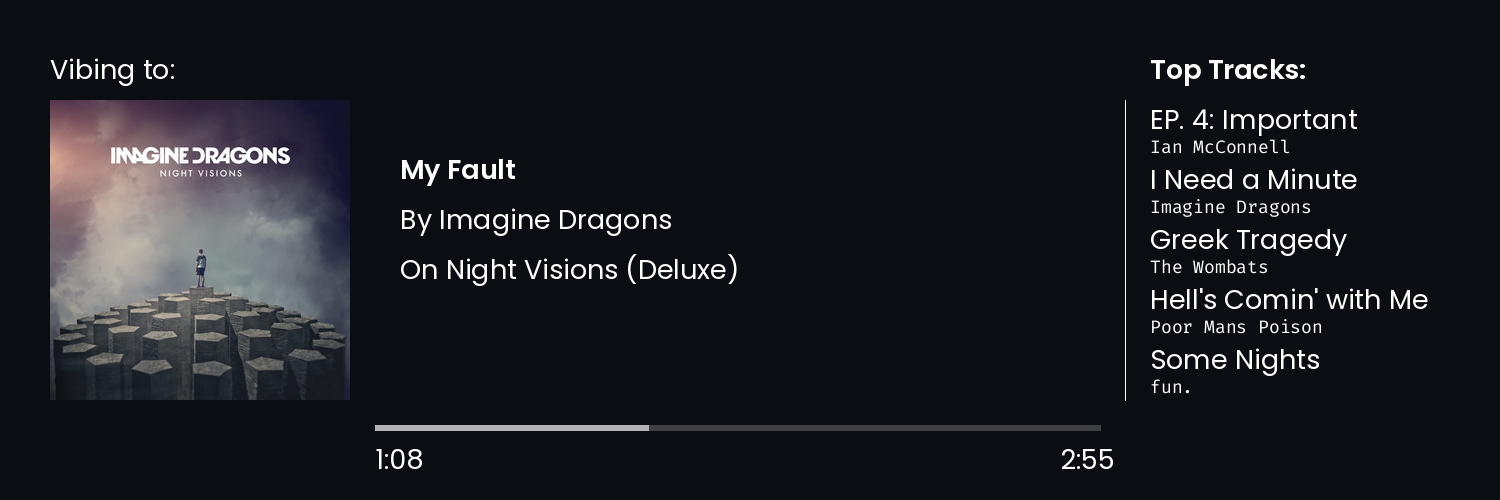 Vibing to:
IMAGINE DRAGONS
NIGHT VISIONS
My Fault
By Imagine Dragons
On Night Visions (Deluxe)
1:08
2:55
Top Tracks:
EP. 4: Important
Ian McConnell
I Need a Minute
Imagine Dragons
Greek Tragedy
The Wombats
Hell's Comin' with Me
Poor Mans Poison
Some Nights
fun.